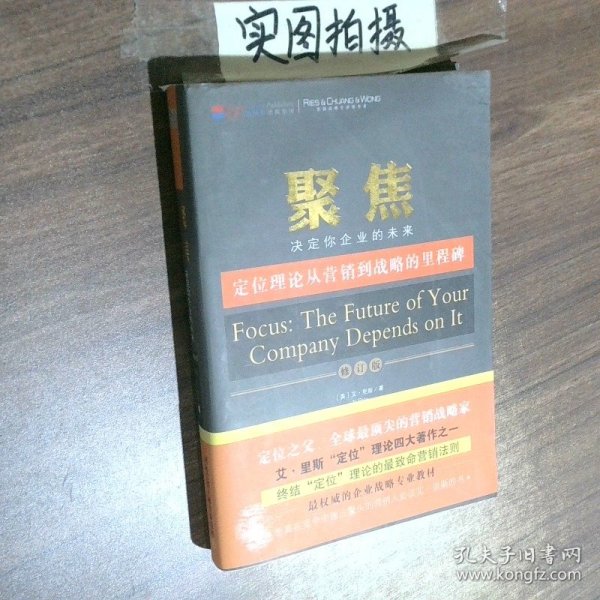 实图拍摄
RIES & CHUANG & WONG
聚焦
决定你企业的未来
定位理论从营销到战略的里程碑
Focus: The Future of Your
Company Depends on It
修订版
[美] 艾·里斯 / 著
定位之父、全球最顶尖的营销战略家
艾·里斯“定位”理论四大著作之一
终结“定位”理论的最致命营销法则
最权威的企业战略专业教材
孔夫子旧书网
www.kongfz.com